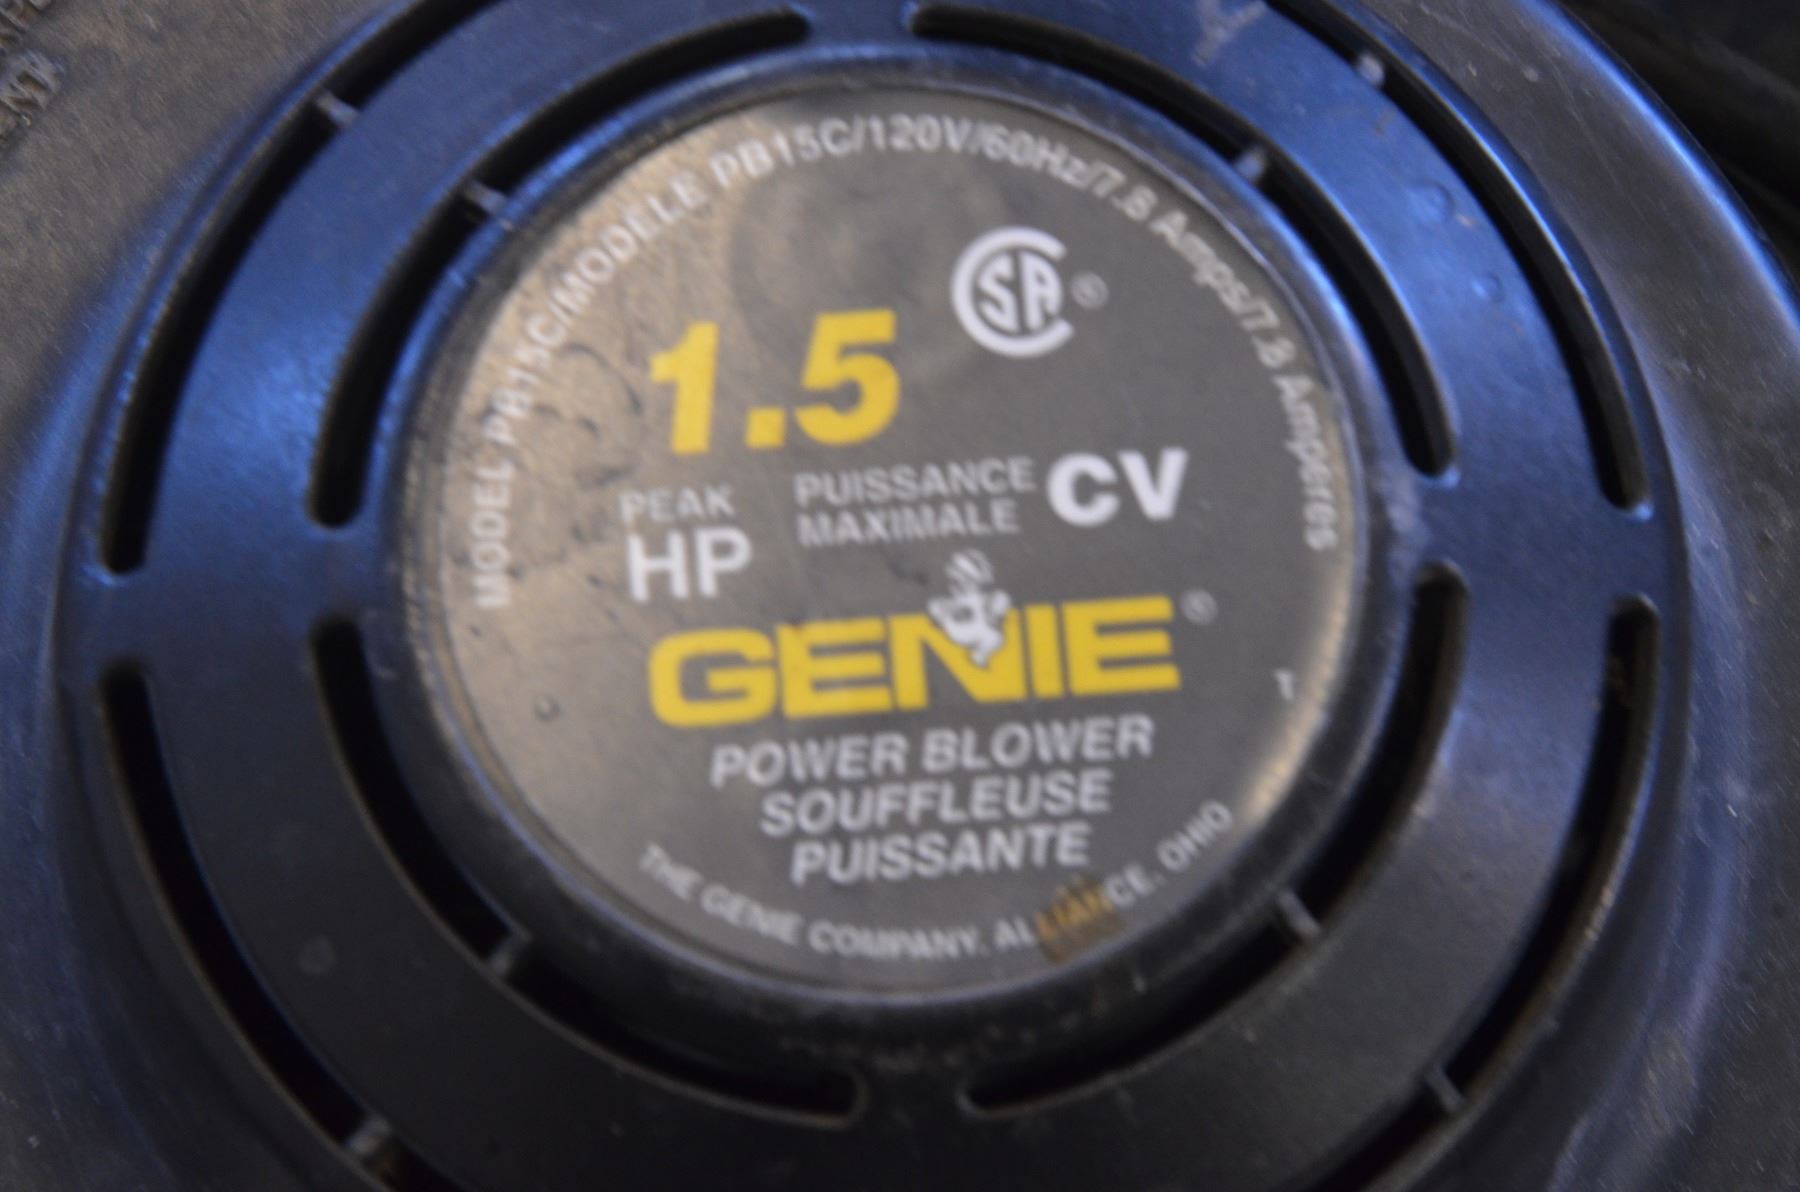 MODEL PB15C/MODELE PB15C/120V/60Hz/7.8 Amps/7.8 Amperes
CSA ®
1.5
PEAK
HP
PUISSANCE
MAXIMALE
CV
GENIE ®
POWER BLOWER
SOUFFLEUSE
PUISSANTE
THE GENIE COMPANY, ALLIANCE, OHIO